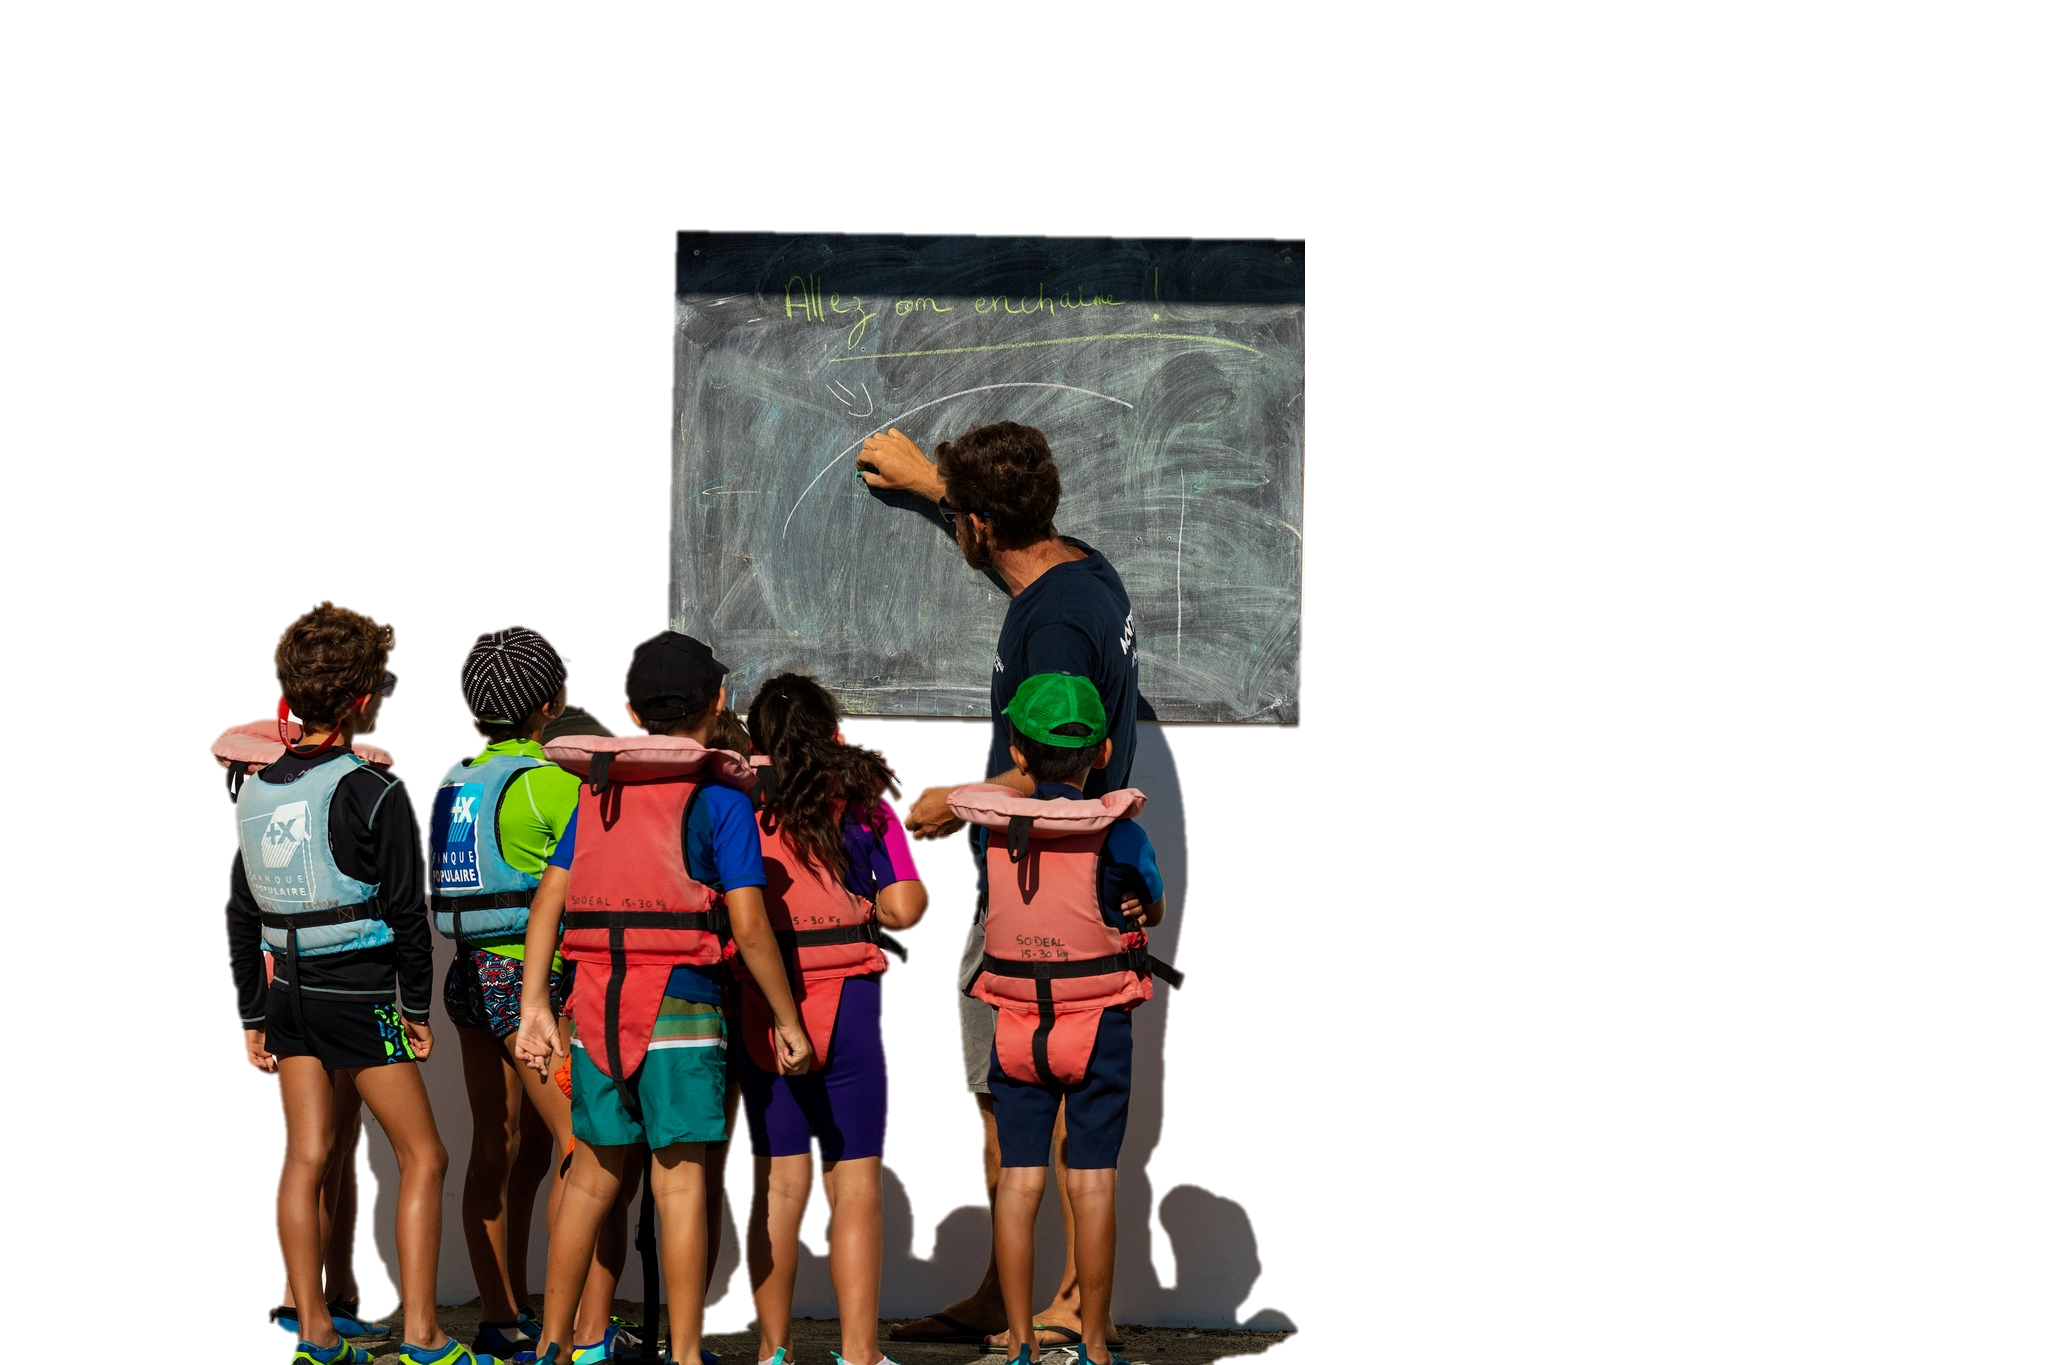 Allez on enchaine !
+X
BANQUE
POPULAIRE
+X
BANQUE
POPULAIRE
SODEAL 15-30 kg
5-30 kg
SODEAL
15-30 kg